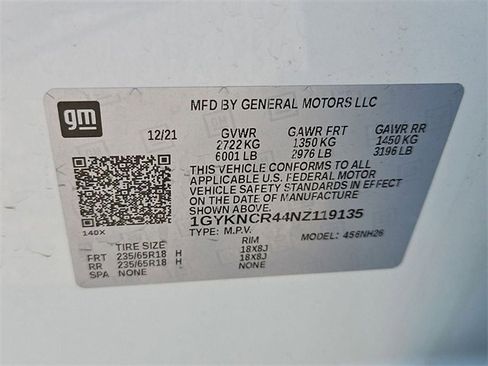 gm
MFD BY GENERAL MOTORS LLC
12/21 GVWR GAWR FRT GAWR RR
2722 KG 1350 KG 1450 KG
6001 LB 2976 LB 3196 LB
THIS VEHICLE CONFORMS TO ALL
APPLICABLE U.S. FEDERAL MOTOR
VEHICLE SAFETY STANDARDS IN EFFECT
ON THE DATE OF MANUFACTURE
SHOWN ABOVE.
1GYKNCR44NZ119135
140X
TYPE: M.P.V. MODEL: 4S6NH26
TIRE SIZE RIM
FRT 235/65R18 H 18X8J
RR 235/65R18 H 18X8J
SPA NONE NONE